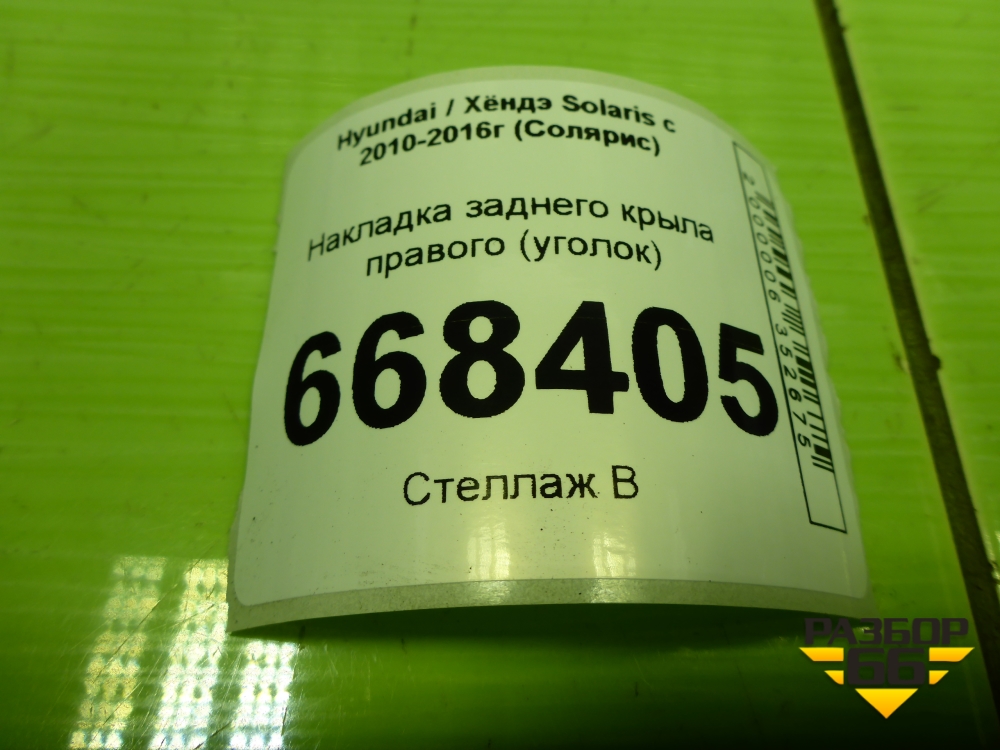 Hyundai / Хёндэ Solaris с
2010-2016г (Солярис)
Накладка заднего крыла
правого (уголок)
668405
Стеллаж В
2000006352675
РАЗБОР
66